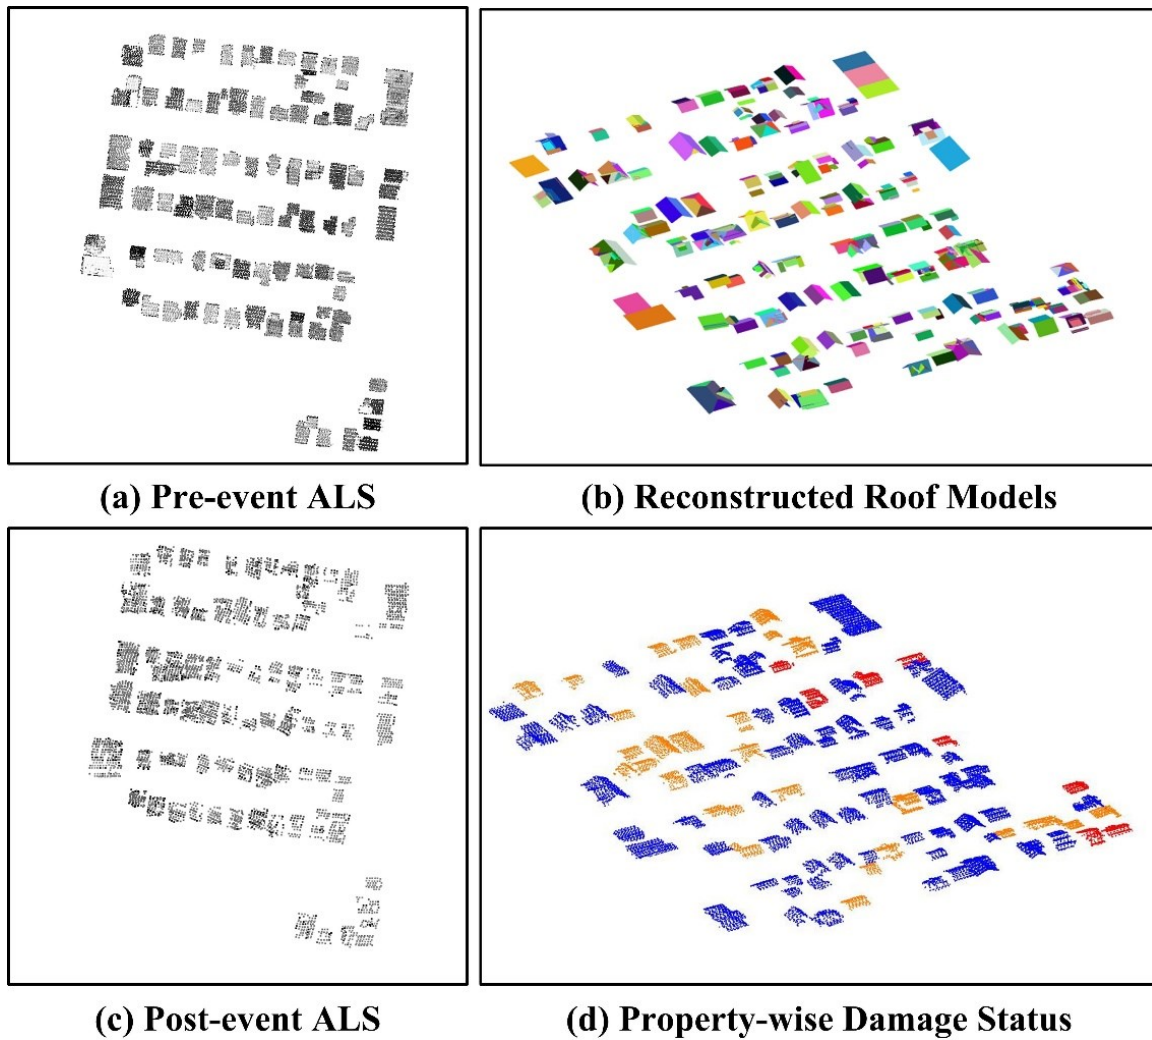 (a) Pre-event ALS
(b) Reconstructed Roof Models
(c) Post-event ALS
(d) Property-wise Damage Status